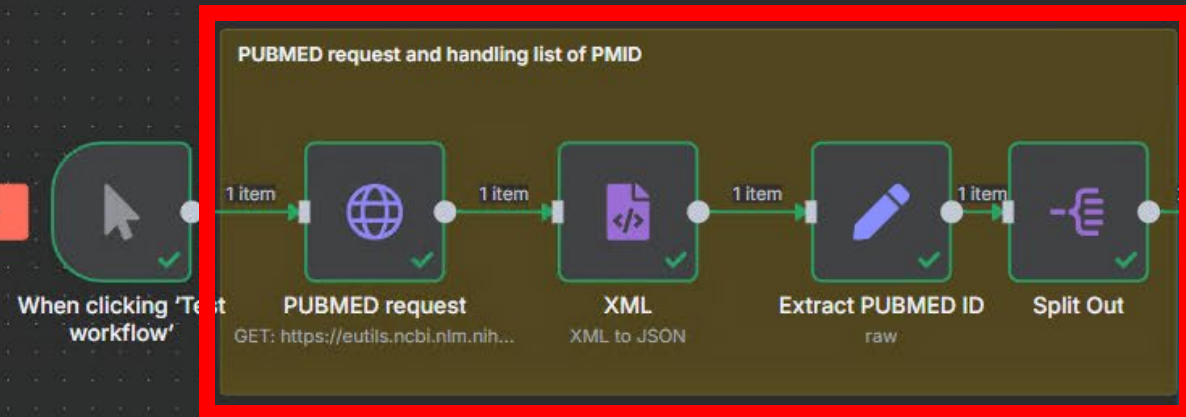 PUBMED request and handling list of PMID
1 item
1 item
1 item
1 item
</>
When clicking ‘Test
workflow’
PUBMED request
GET: https://eutils.ncbi.nlm.nih...
XML
XML to JSON
Extract PUBMED ID
raw
Split Out